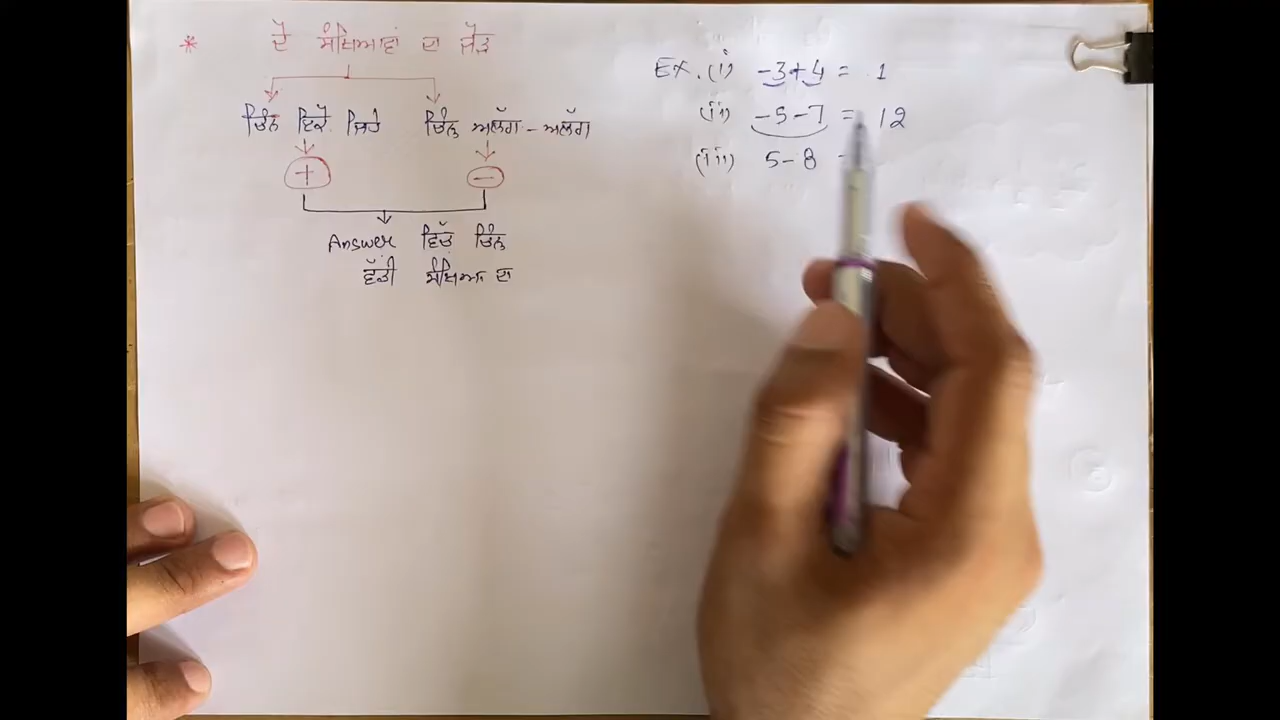 * ਦੋ ਸੰਖਿਆਵਾਂ ਦਾ ਜੋੜ
ਚਿੰਨ ਇਕੋ ਜਿਹੇ
ਚਿੰਨ੍ਹ ਅਲੱਗ - ਅਲੱਗ
+
-
Answer ਵਿੱਚ ਚਿੰਨ੍ਹ
ਵੱਡੀ ਸੰਖਿਆ ਦਾ
Ex. (i) -3+4 = 1
(ii) -5-7 = 12
(iii) 5-8 =